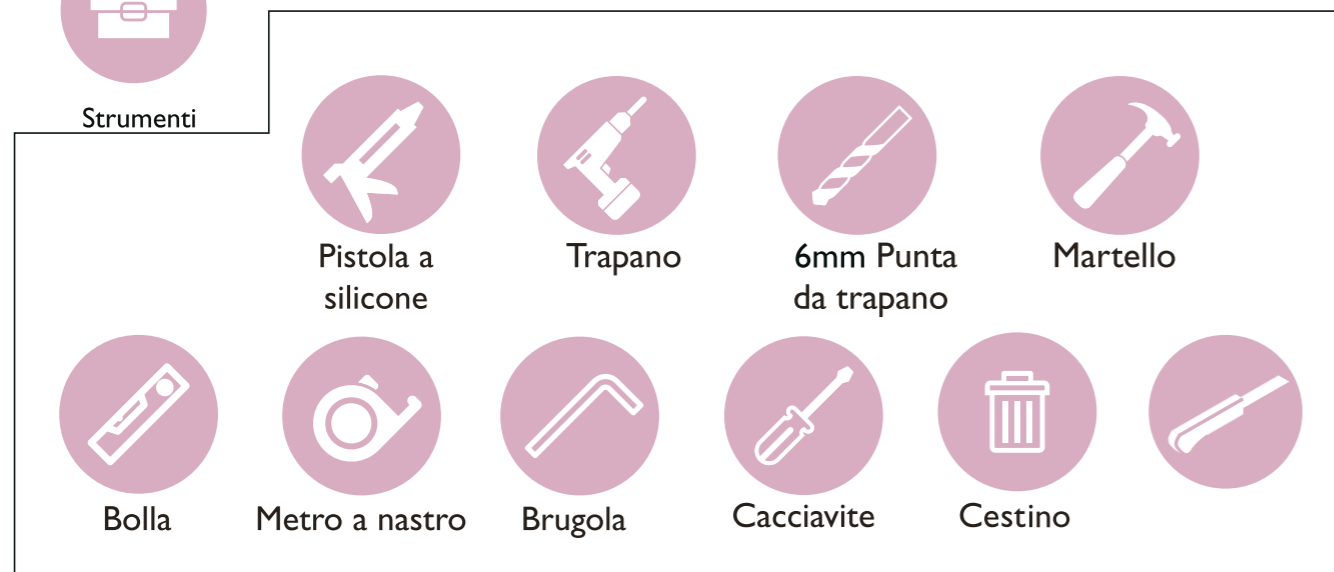 Strumenti
Pistola a
silicone
Trapano
6mm Punta
da trapano
Martello
Bolla
Metro a nastro
Brugola
Cacciavite
Cestino